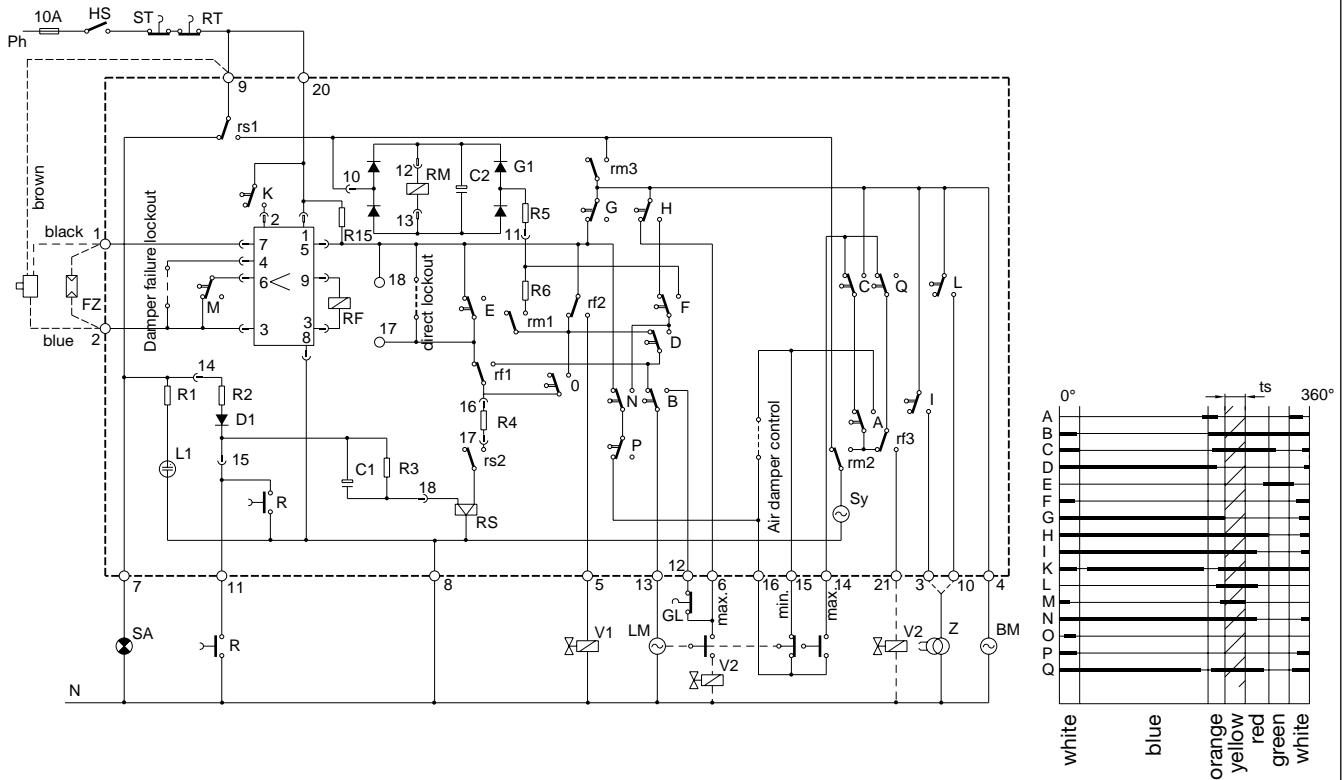 10A HS ST RT
Ph
9 20
rs1
brown
10 12 RM C2 G1 rm3
K
13
2 1
R15 R5 G H
black 1 7 5 11
Damper failure lockout
4
6 < 9
18
direct lockout
R6 C Q L
FZ M RF E rm1 rf2 F
blue 2 3 3 17 D
8
14 rf1 0
R1 R2 N B I
D1 16 R4 A
Air damper control
L1 15 17 P rf3
C1 R3 rs2 rm2
R 18 Sy
RS
7 11 8 5 13 12 6 16 15 14 21 3 10 4
max. min. max.
GL
SA R V1 LM V2 Z BM
V2
N
0° ts 360°
A
B
C
D
E
F
G
H
I
K
L
M
N
O
P
Q
white blue orange yellow red green white